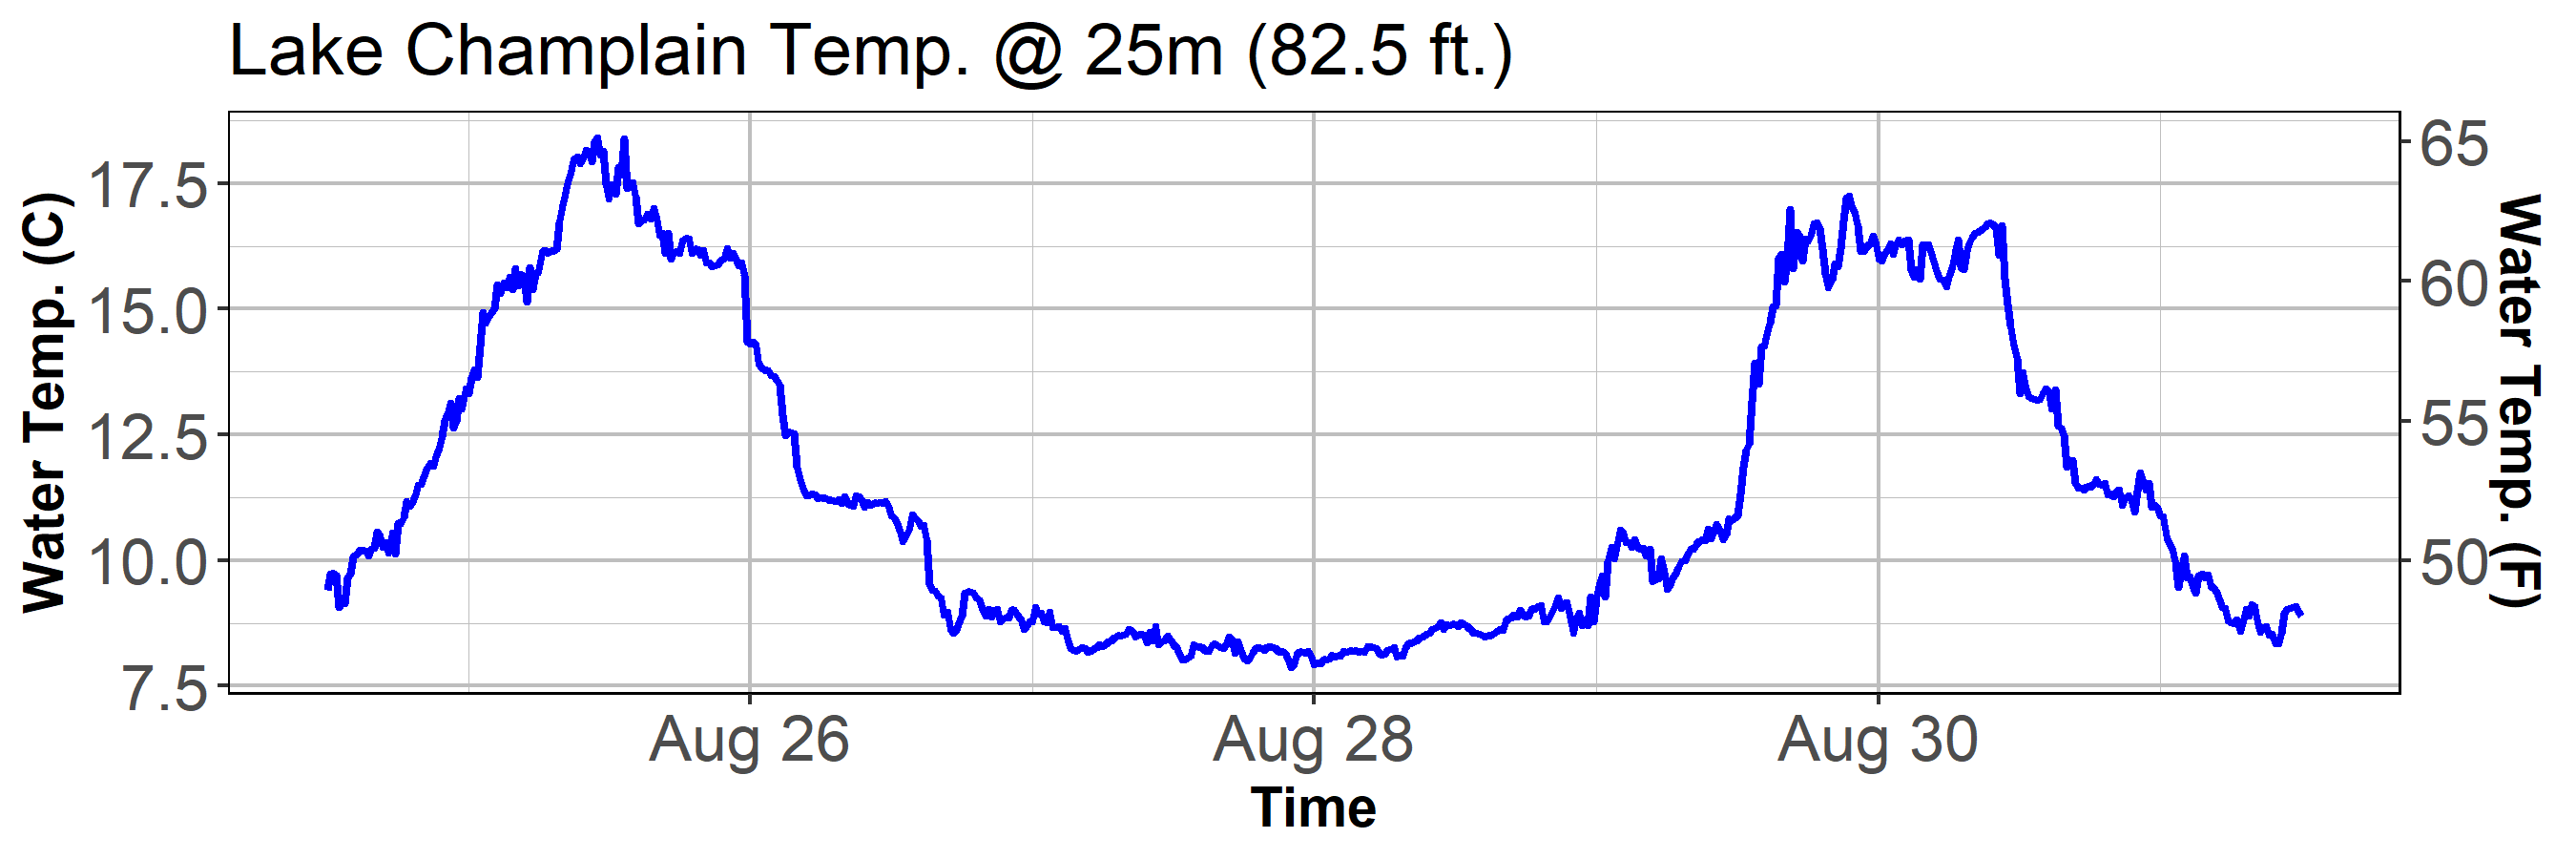 Lake Champlain Temp. @ 25m (82.5 ft.)
Water Temp. (C)
17.5
15.0
12.5
10.0
7.5
65
60
55
50
Water Temp. (F)
Aug 26 Aug 28 Aug 30
Time